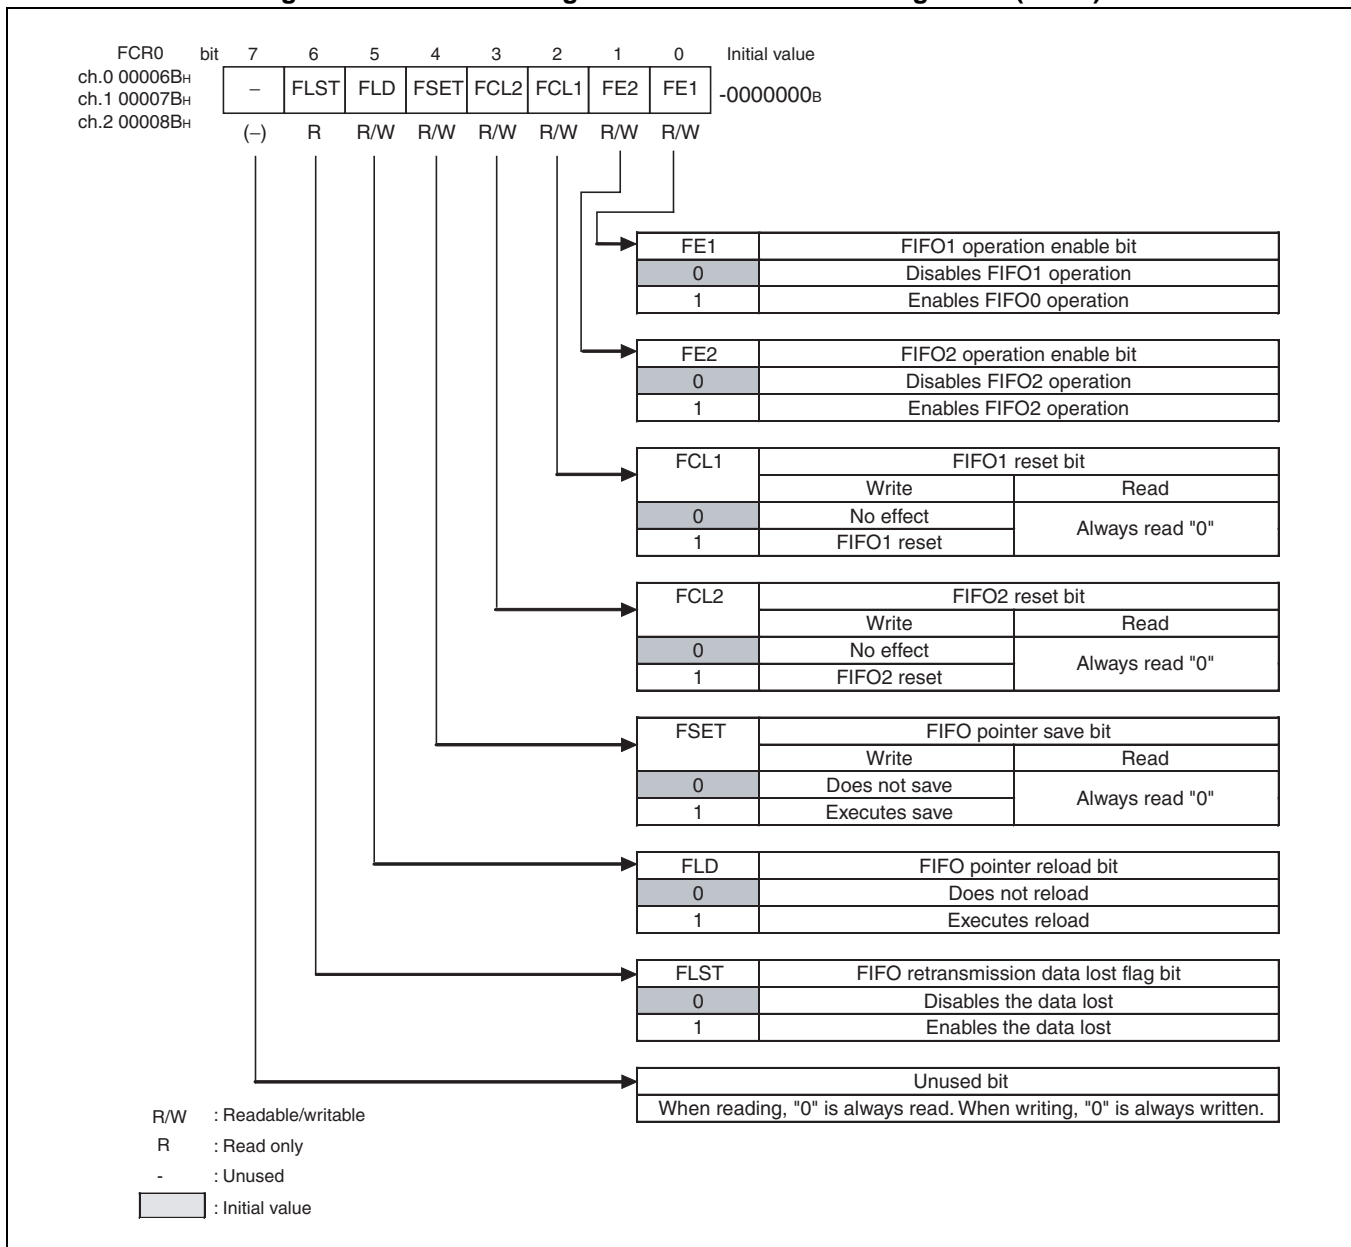 FCR0 bit 7 6 5 4 3 2 1 0 Initial value
ch.0 00006BH
ch.1 00007BH
ch.2 00008BH
– FLST FLD FSET FCL2 FCL1 FE2 FE1 -0000000B
(–) R R/W R/W R/W R/W R/W R/W
FE1 FIFO1 operation enable bit
0 Disables FIFO1 operation
1 Enables FIFO0 operation
FE2 FIFO2 operation enable bit
0 Disables FIFO2 operation
1 Enables FIFO2 operation
FCL1 FIFO1 reset bit
Write Read
0 No effect Always read "0"
1 FIFO1 reset
FCL2 FIFO2 reset bit
Write Read
0 No effect Always read "0"
1 FIFO2 reset
FSET FIFO pointer save bit
Write Read
0 Does not save Always read "0"
1 Executes save
FLD FIFO pointer reload bit
0 Does not reload
1 Executes reload
FLST FIFO retransmission data lost flag bit
0 Disables the data lost
1 Enables the data lost
Unused bit
When reading, "0" is always read. When writing, "0" is always written.
R/W : Readable/writable
R : Read only
- : Unused
: Initial value